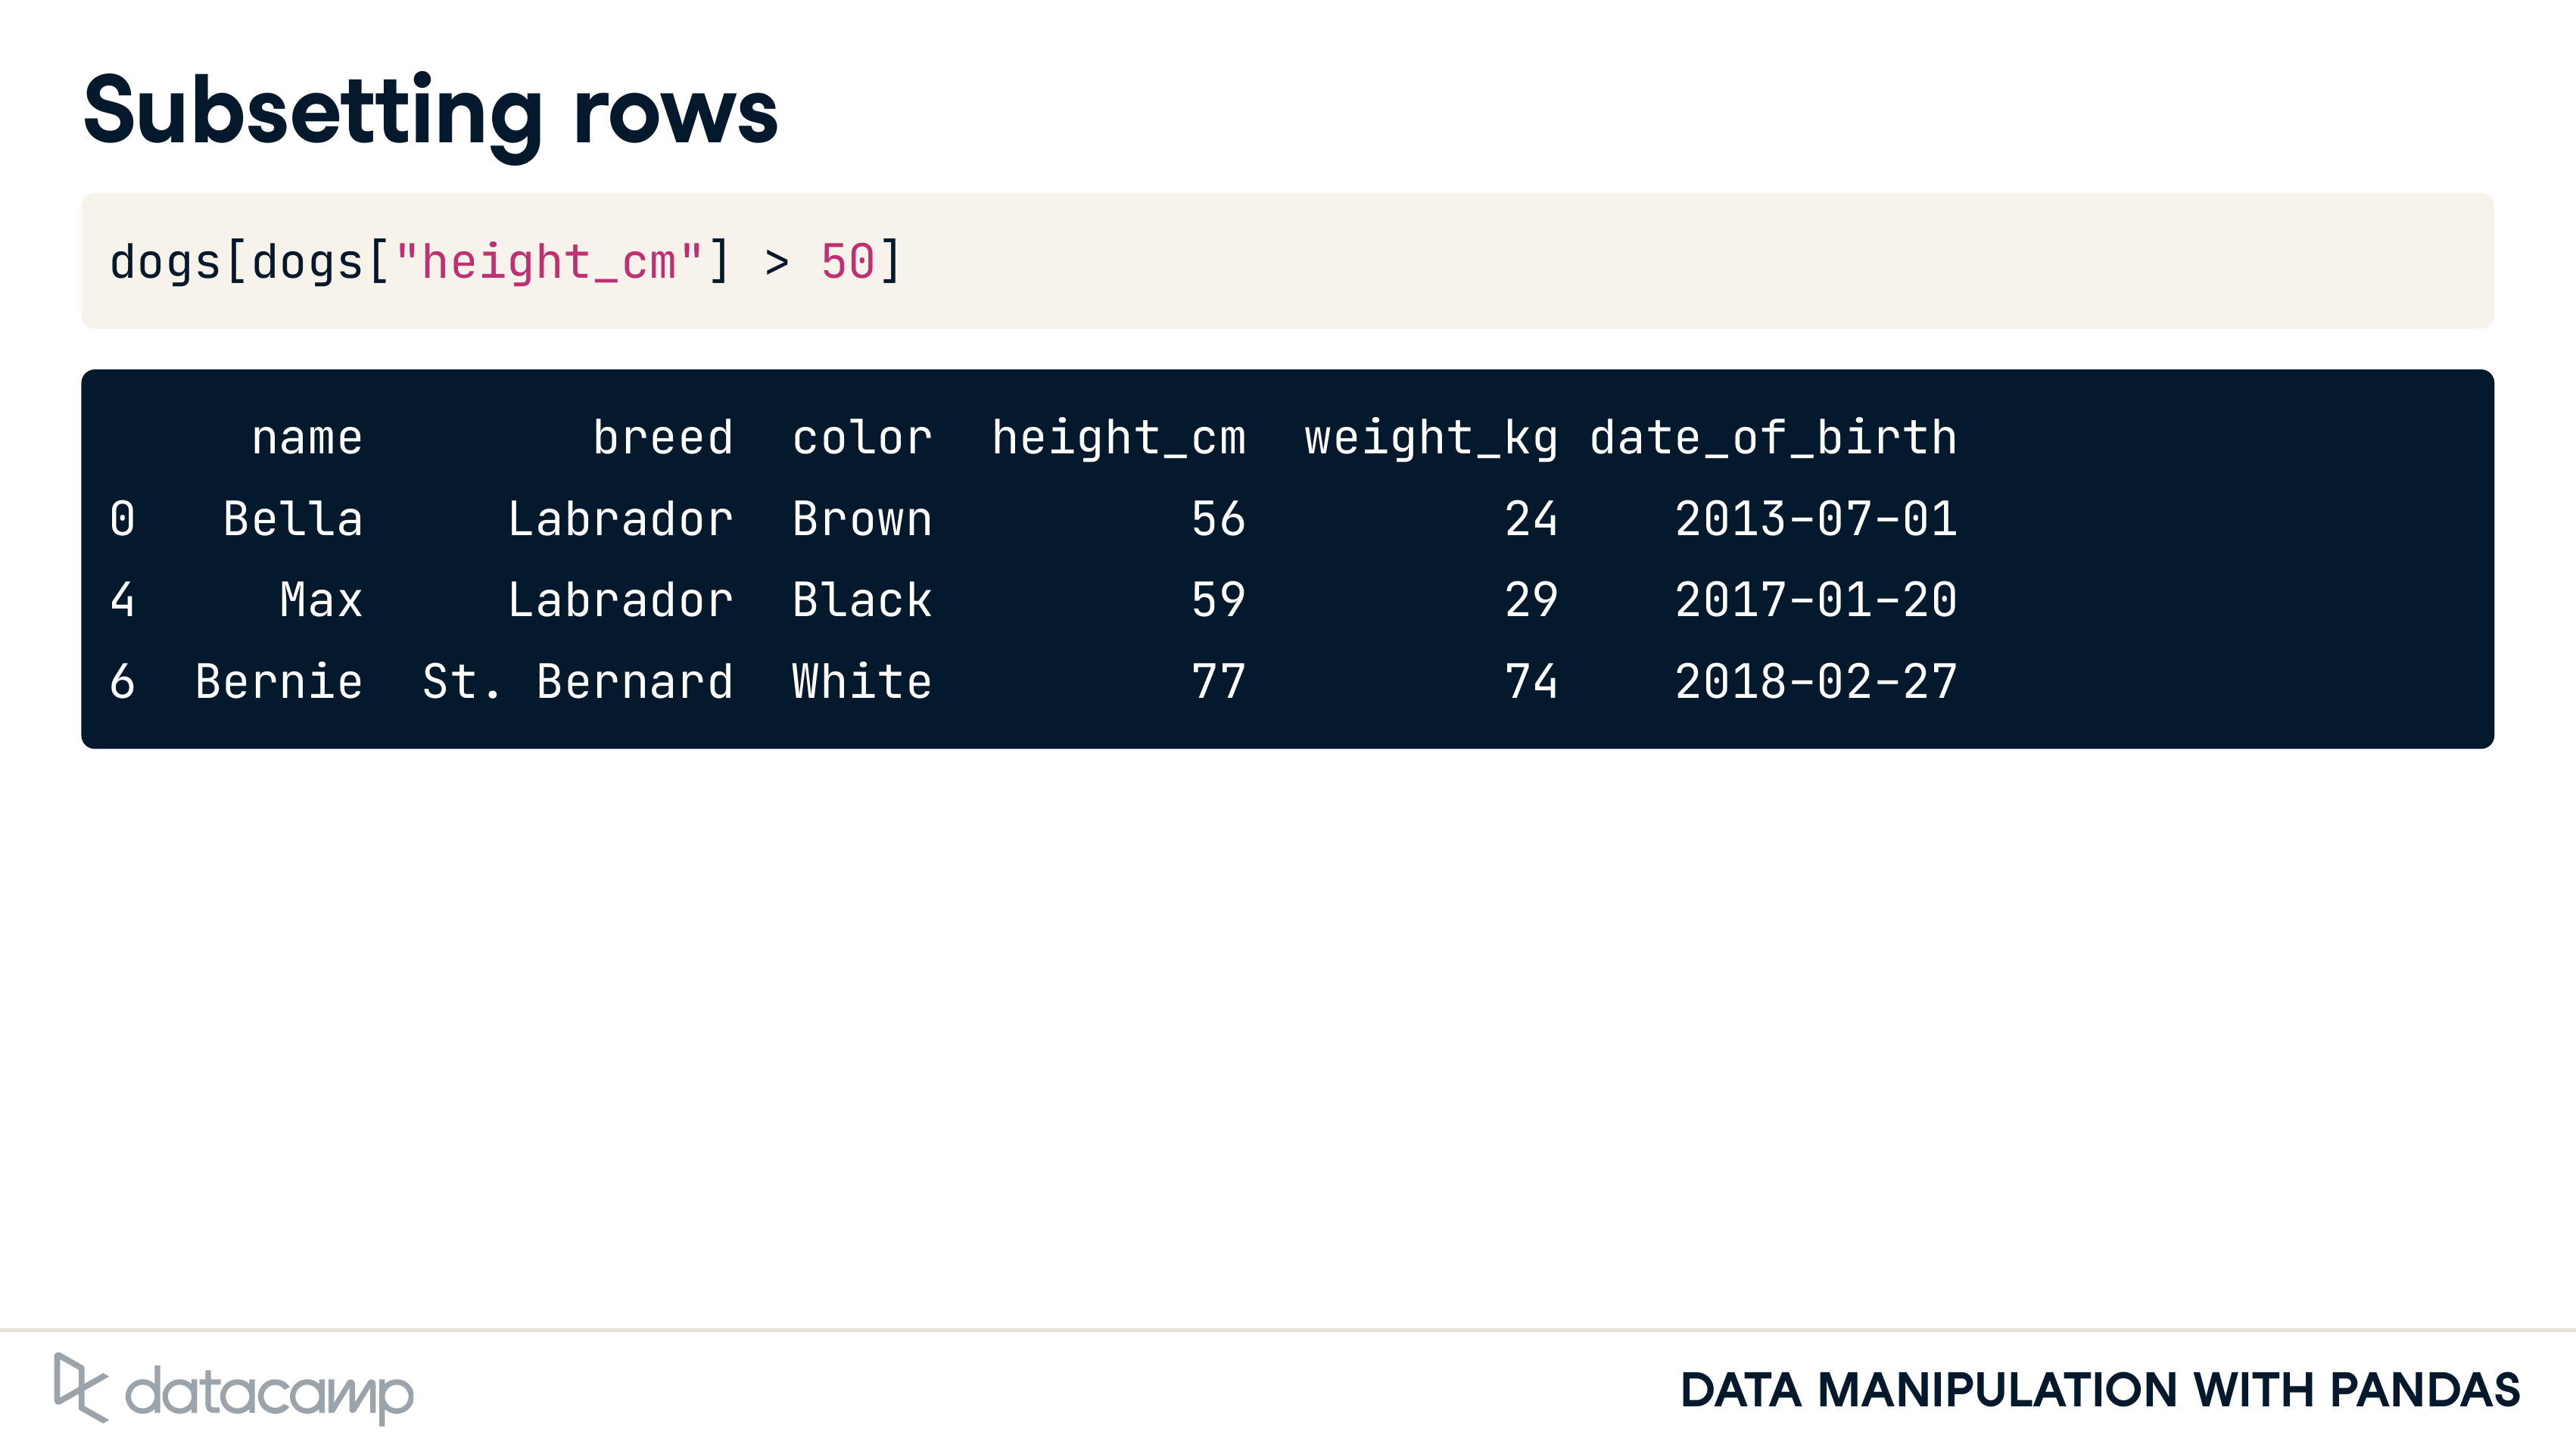 Subsetting rows
dogs[dogs["height_cm"] > 50]
name breed color height_cm weight_kg date_of_birth
0 Bella Labrador Brown 56 24 2013-07-01
4 Max Labrador Black 59 29 2017-01-20
6 Bernie St. Bernard White 77 74 2018-02-27
datacamp
DATA MANIPULATION WITH PANDAS